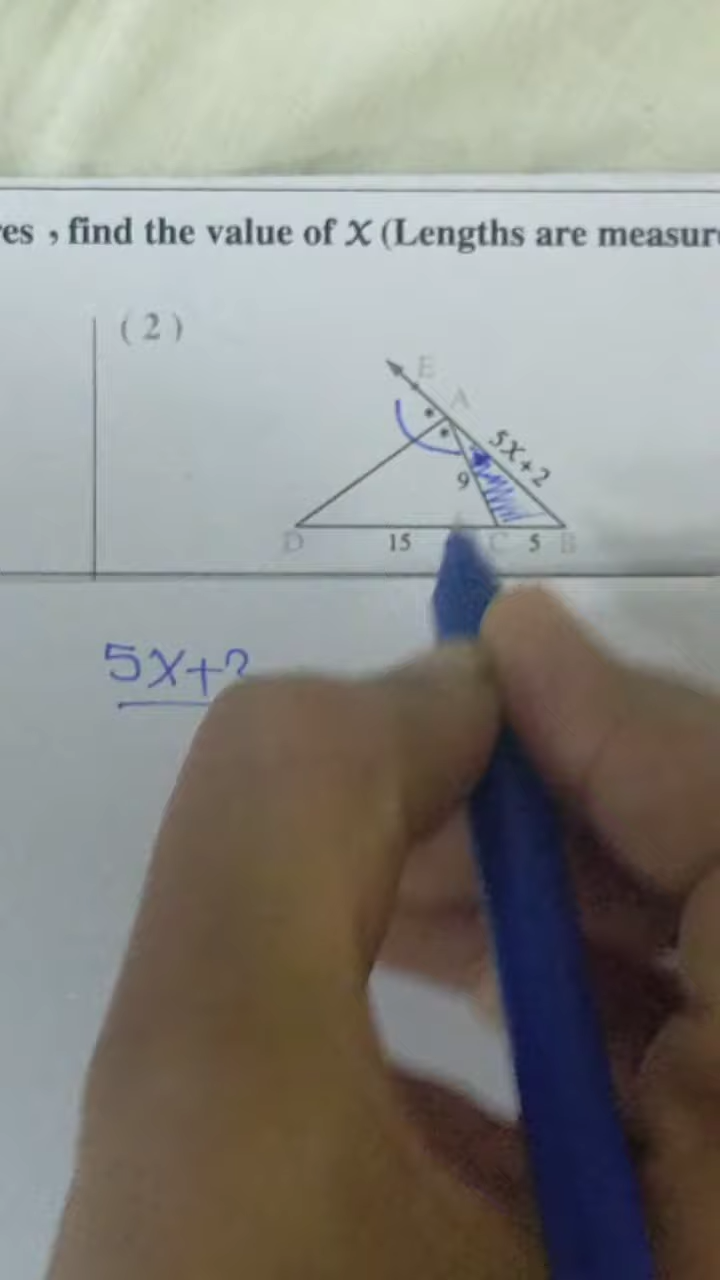 es , find the value of X (Lengths are measur
( 2 )
E
A
5X+2
9
D 15 C 5 B
5X+2